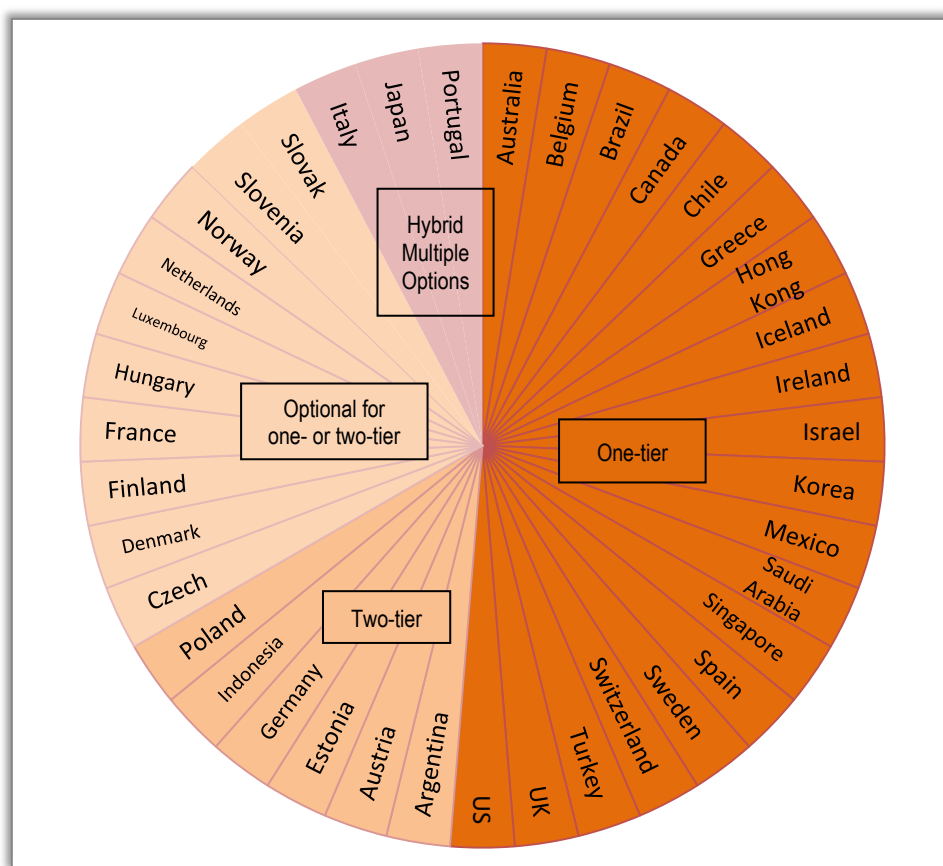 Australia
Belgium
Brazil
Canada
Chile
Greece
Hong
Kong
Iceland
Ireland
Israel
Korea
Mexico
Saudi
Arabia
Singapore
Spain
Sweden
Switzerland
Turkey
UK
US
Argentina
Austria
Estonia
Germany
Indonesia
Poland
Czech
Denmark
Finland
France
Hungary
Luxembourg
Netherlands
Norway
Slovenia
Slovak
Italy
Japan
Portugal
Hybrid
Multiple
Options
Optional for
one- or two-tier
One-tier
Two-tier